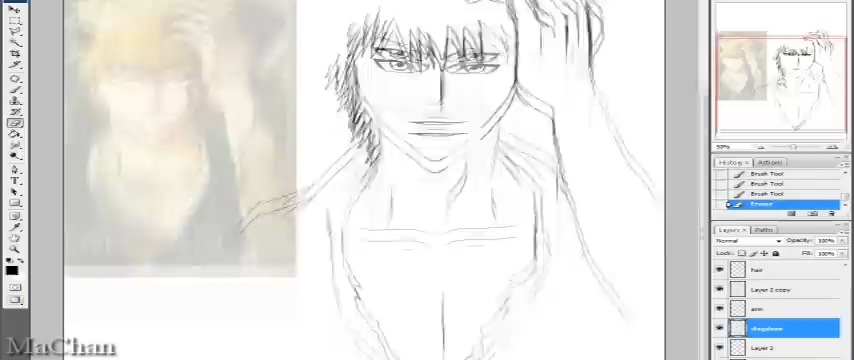 50%
History Actions
Brush Tool
Brush Tool
Brush Tool
Eraser
Layers Paths
Normal Opacity: 100%
Lock: Fill: 100%
hair
Layer 2 copy
arm
Layer 2
MaChan